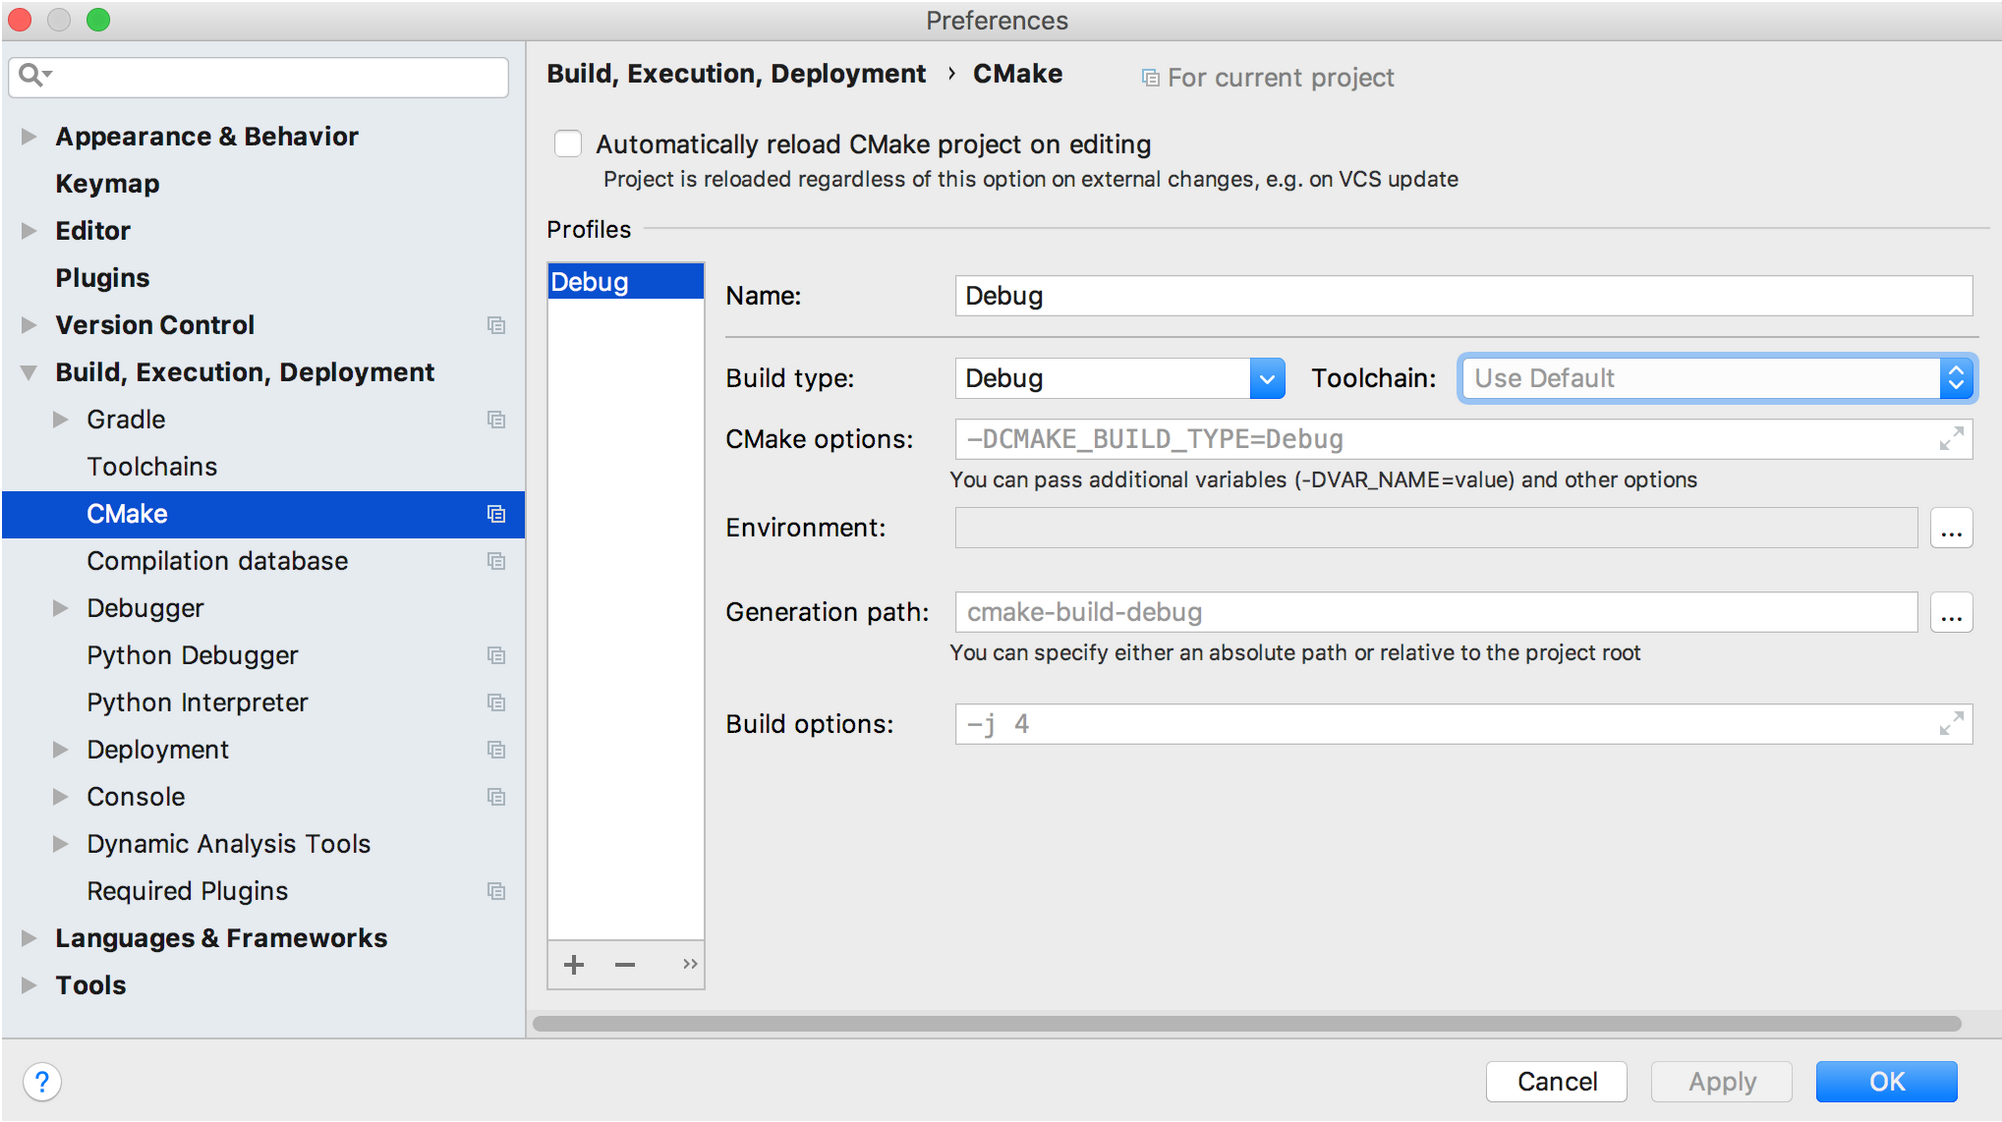 Preferences
Appearance & Behavior
Keymap
Editor
Plugins
Version Control
Build, Execution, Deployment
Gradle
Toolchains
CMake
Compilation database
Debugger
Python Debugger
Python Interpreter
Deployment
Console
Dynamic Analysis Tools
Required Plugins
Languages & Frameworks
Tools
Build, Execution, Deployment › CMake
For current project
Automatically reload CMake project on editing
Project is reloaded regardless of this option on external changes, e.g. on VCS update
Profiles
Debug
Name: Debug
Build type: Debug Toolchain: Use Default
CMake options: -DCMAKE_BUILD_TYPE=Debug
You can pass additional variables (-DVAR_NAME=value) and other options
Environment: ...
Generation path: cmake-build-debug ...
You can specify either an absolute path or relative to the project root
Build options: -j 4
+ − »
? Cancel Apply OK